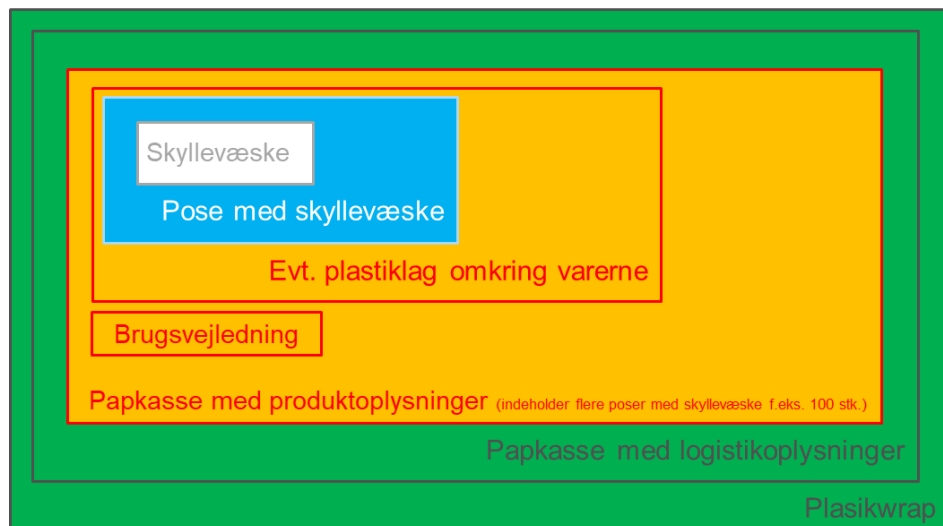 Skyllevæske
Pose med skyllevæske
Evt. plastiklag omkring varerne
Brugsvejledning
Papkasse med produktoplysninger (indeholder flere poser med skyllevæske f.eks. 100 stk.)
Papkasse med logistikoplysninger
Plasikwrap